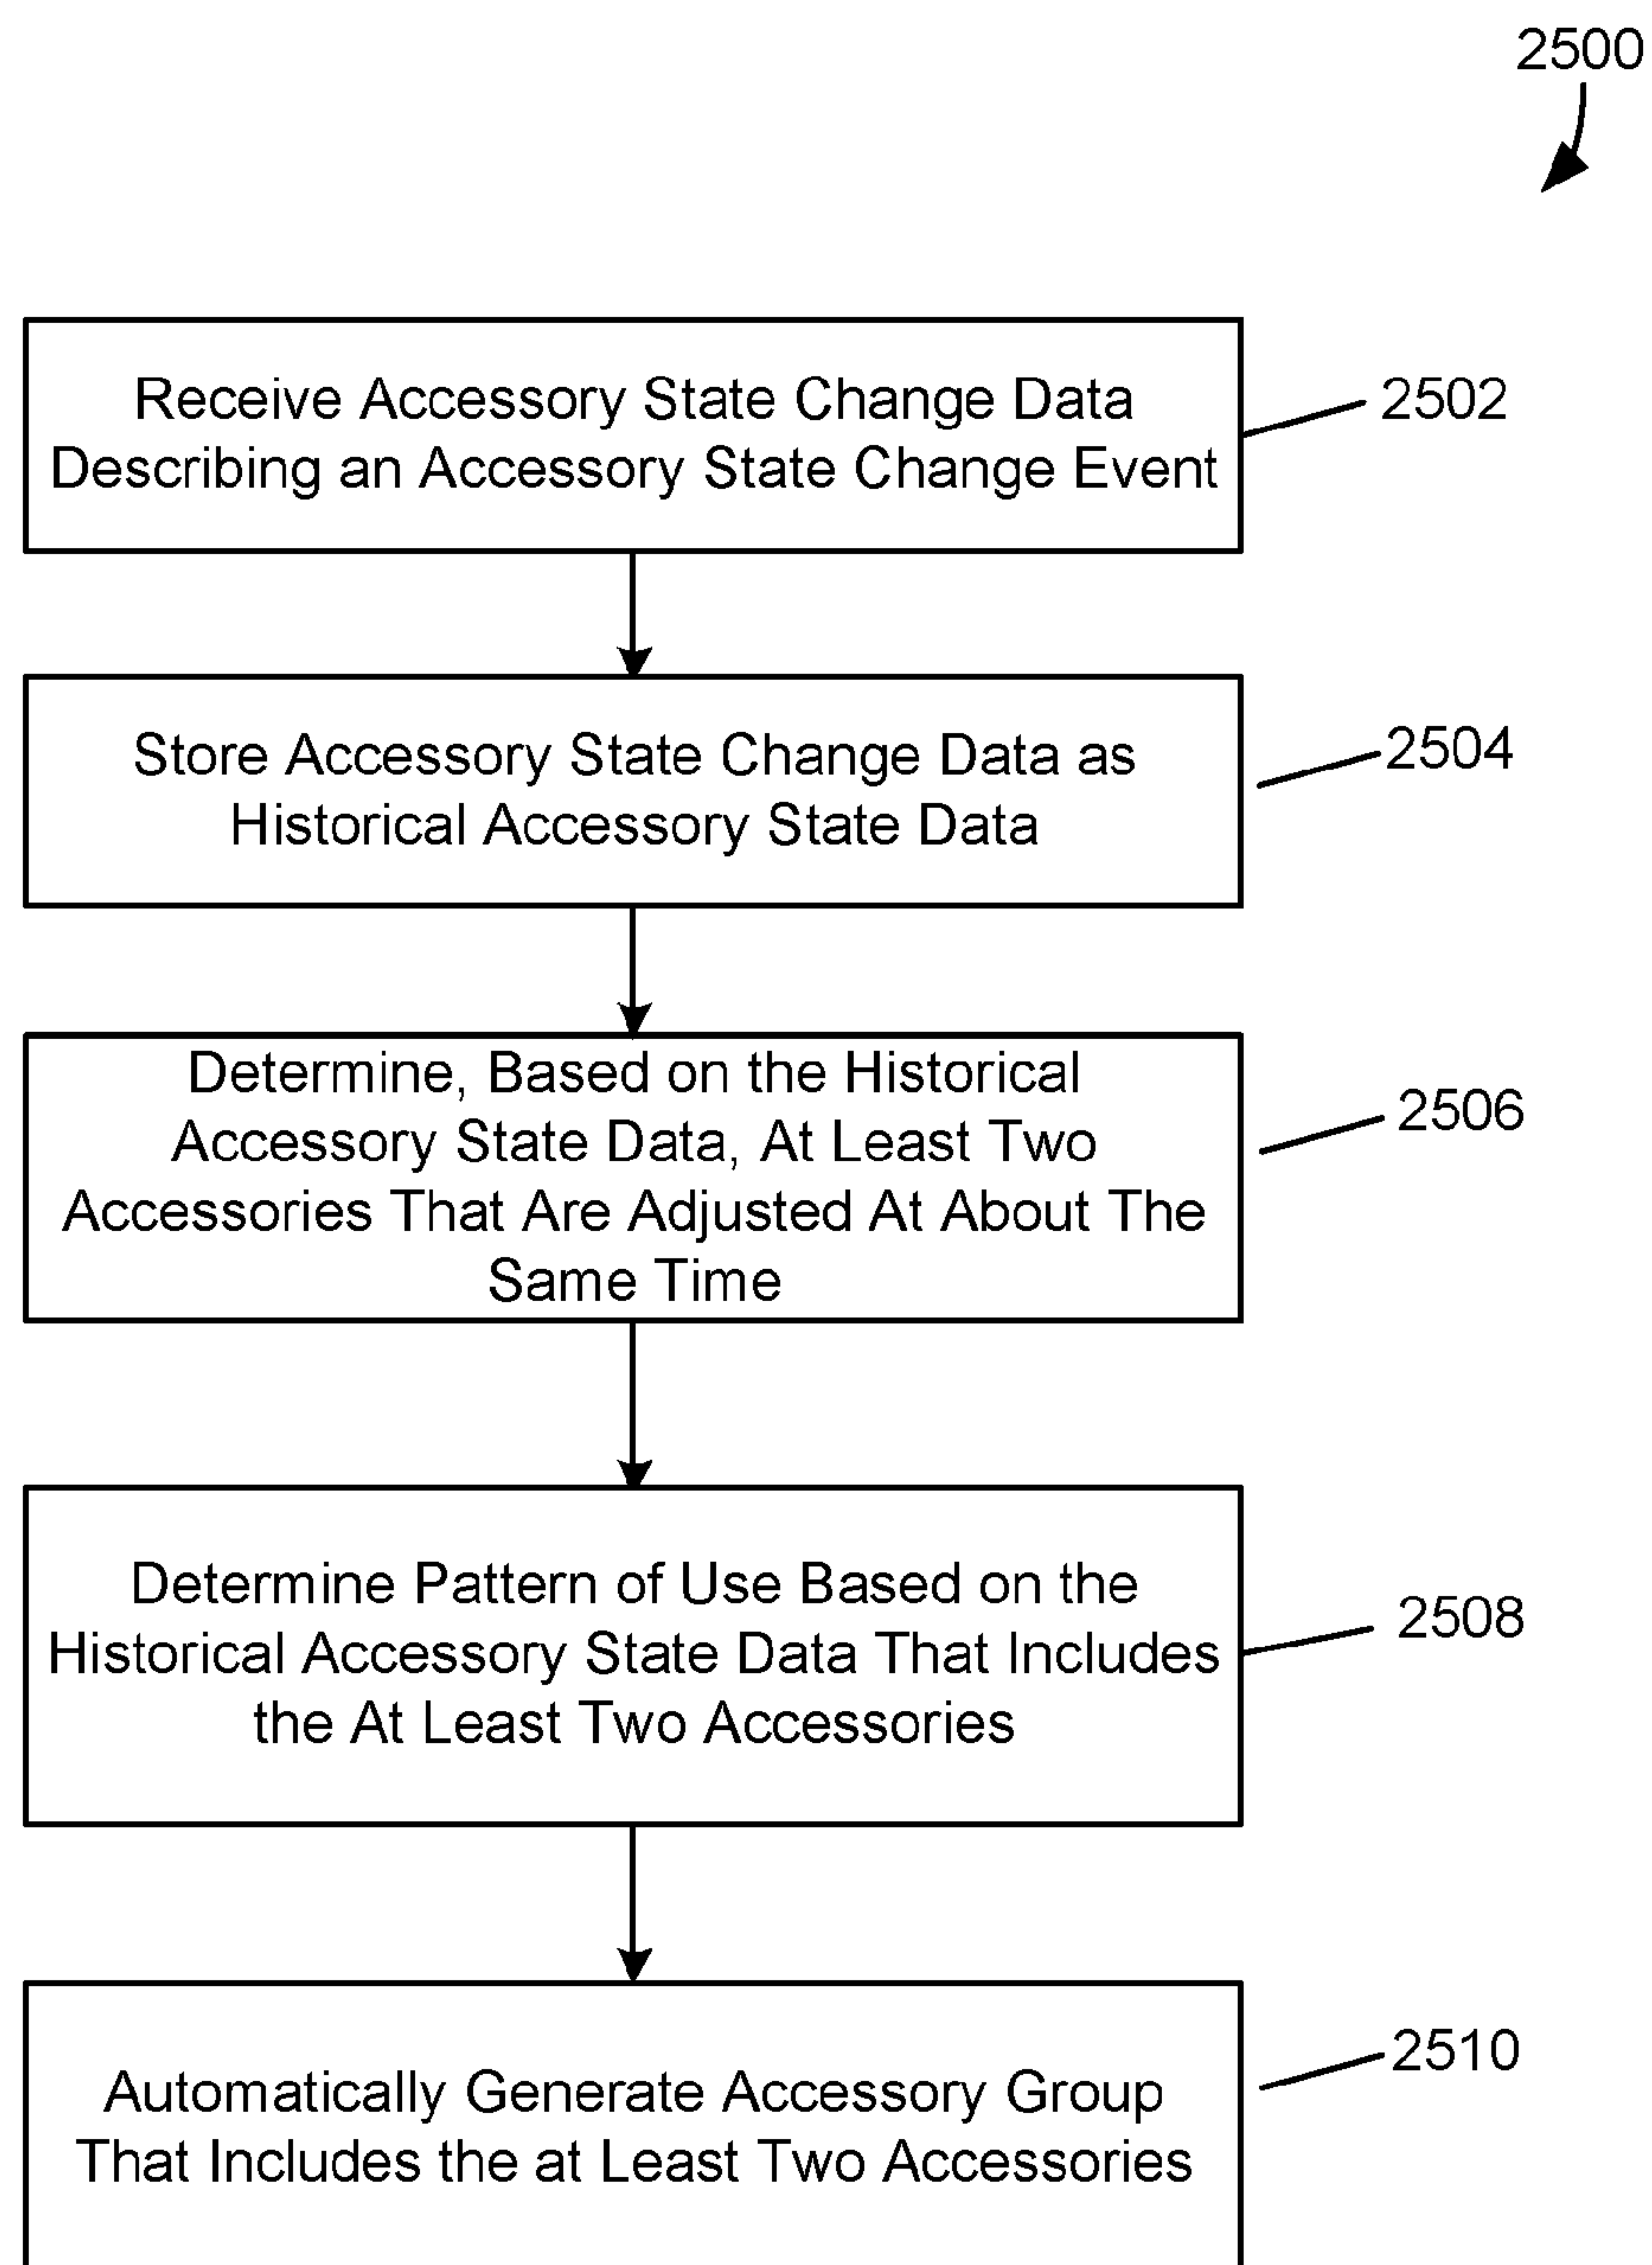 2500
Receive Accessory State Change Data
Describing an Accessory State Change Event
2502
Store Accessory State Change Data as
Historical Accessory State Data
2504
Determine, Based on the Historical
Accessory State Data, At Least Two
Accessories That Are Adjusted At About The
Same Time
2506
Determine Pattern of Use Based on the
Historical Accessory State Data That Includes
the At Least Two Accessories
2508
Automatically Generate Accessory Group
That Includes the at Least Two Accessories
2510